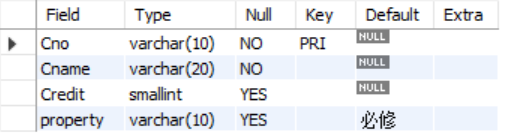 Field Type Null Key Default Extra
Cno varchar(10) NO PRI NULL
Cname varchar(20) NO NULL
Credit smallint YES NULL
property varchar(10) YES 必修